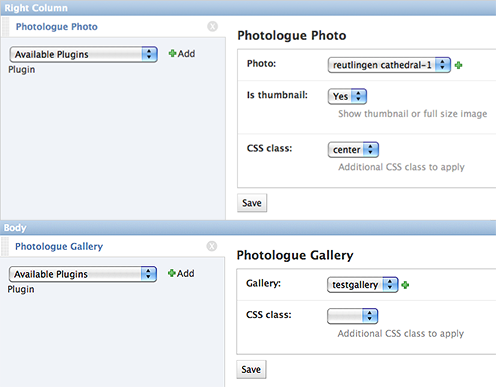 Right Column
Photologue Photo
Available Plugins Add
Plugin
Photologue Photo
Photo: reutlingen cathedral-1
Is thumbnail: Yes
Show thumbnail or full size image
CSS class: center
Additional CSS class to apply
Save
Body
Photologue Gallery
Available Plugins Add
Plugin
Photologue Gallery
Gallery: testgallery
CSS class:
Additional CSS class to apply
Save